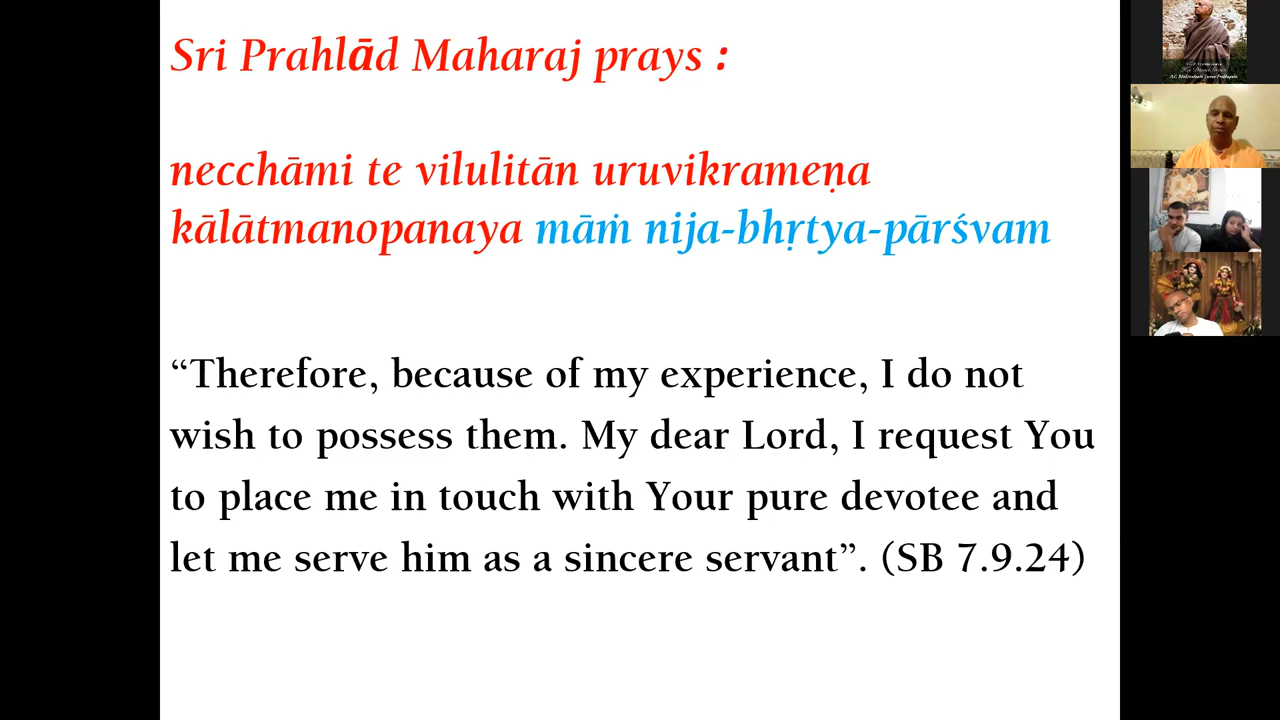 Sri Prahlād Maharaj prays :
necchāmi te vilulitān uruvikrameṇa
kālātmanopanaya māṁ nija-bhṛtya-pārśvam
“Therefore, because of my experience, I do not
wish to possess them. My dear Lord, I request You
to place me in touch with Your pure devotee and
let me serve him as a sincere servant”. (SB 7.9.24)